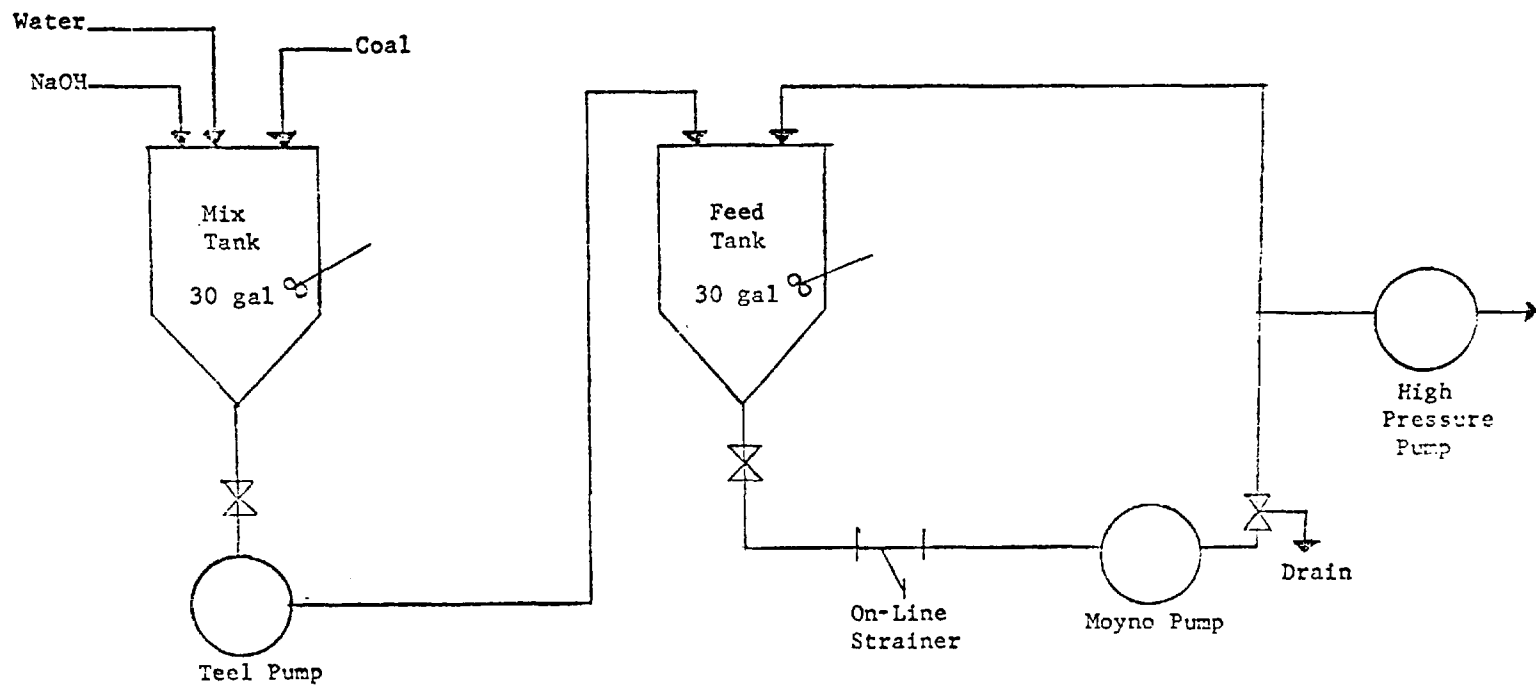 Water
NaOH
Coal
Mix
Tank
30 gal
Feed
Tank
30 gal
High
Pressure
Pump
Drain
On-Line
Strainer
Moyno Pump
Teel Pump